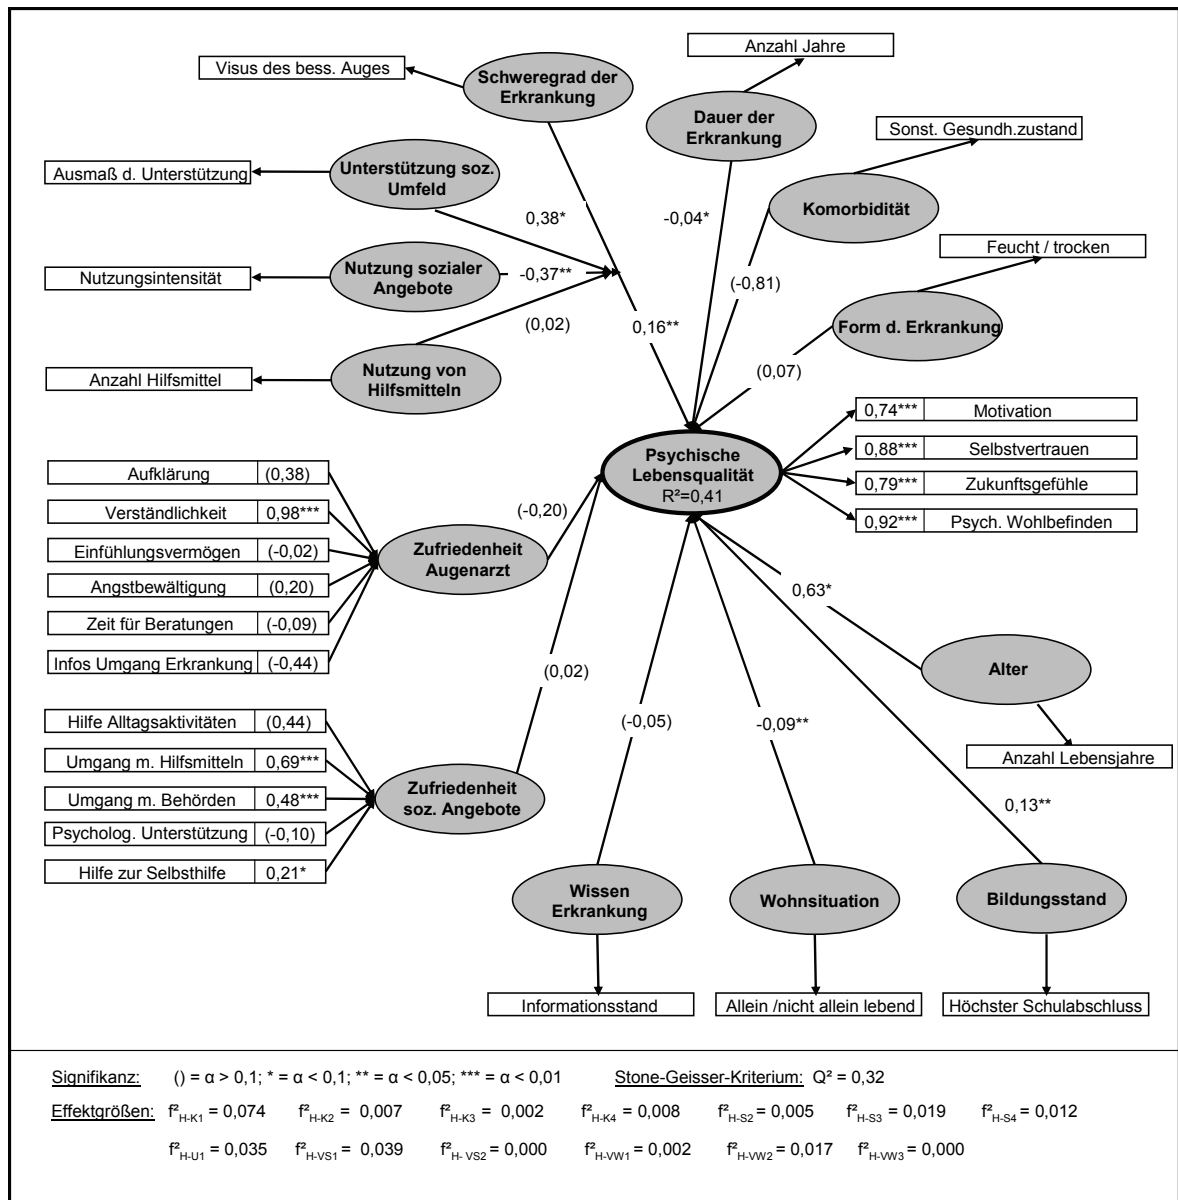 Anzahl Jahre
Visus des bess. Auges
Schweregrad der
Erkrankung
Dauer der
Erkrankung
Sonst. Gesundh.zustand
Ausmaß d. Unterstützung
Unterstützung soz.
Umfeld
Komorbidität
0,38*
-0,04*
Feucht / trocken
Nutzungsintensität
Nutzung sozialer
Angebote
-0,37**
(-0,81)
(0,02)
0,16**
Form d. Erkrankung
(0,07)
Anzahl Hilfsmittel
Nutzung von
Hilfsmitteln
0,74*** Motivation
0,88*** Selbstvertrauen
0,79*** Zukunftsgefühle
0,92*** Psych. Wohlbefinden
Psychische
Lebensqualität
R²=0,41
Aufklärung (0,38)
Verständlichkeit 0,98***
Einfühlungsvermögen (-0,02)
Angstbewältigung (0,20)
Zeit für Beratungen (-0,09)
Infos Umgang Erkrankung (-0,44)
Zufriedenheit
Augenarzt
(-0,20)
0,63*
Alter
Anzahl Lebensjahre
(0,02)
(-0,05)
-0,09**
0,13**
Hilfe Alltagsaktivitäten (0,44)
Umgang m. Hilfsmitteln 0,69***
Umgang m. Behörden 0,48***
Psycholog. Unterstützung (-0,10)
Hilfe zur Selbsthilfe 0,21*
Zufriedenheit
soz. Angebote
Wissen
Erkrankung
Wohnsituation
Bildungsstand
Informationsstand
Allein /nicht allein lebend
Höchster Schulabschluss
Signifikanz: () = α > 0,1; * = α < 0,1; ** = α < 0,05; *** = α < 0,01 Stone-Geisser-Kriterium: Q² = 0,32
Effektgrößen: f²H-K1 = 0,074 f²H-K2 = 0,007 f²H-K3 = 0,002 f²H-K4 = 0,008 f²H-S2 = 0,005 f²H-S3 = 0,019 f²H-S4 = 0,012
f²H-U1 = 0,035 f²H-VS1 = 0,039 f²H- VS2 = 0,000 f²H-VW1 = 0,002 f²H-VW2 = 0,017 f²H-VW3 = 0,000